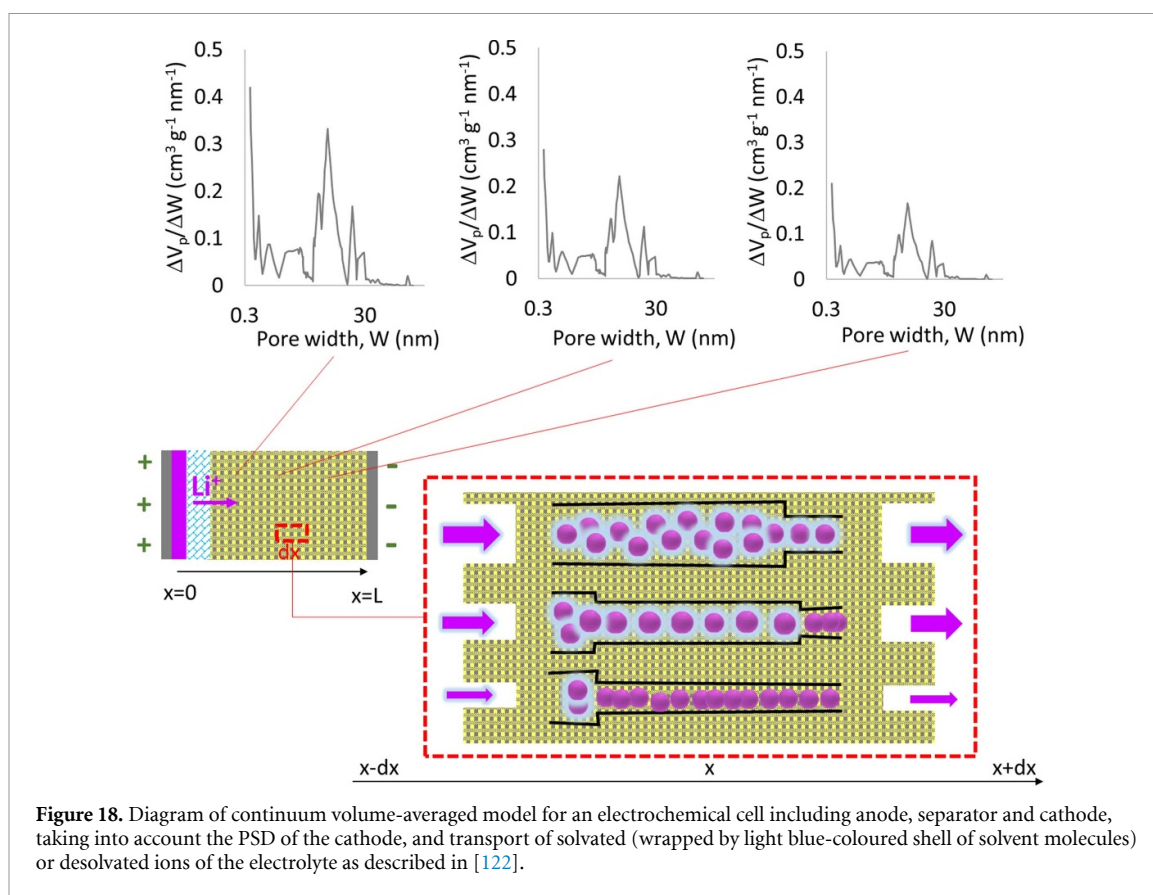 0.5
0.4
0.3
0.2
0.1
0
ΔVp/ΔW (cm³ g⁻¹ nm⁻¹)
0.3 30
Pore width, W (nm)
0.5
0.4
0.3
0.2
0.1
0
ΔVp/ΔW (cm³ g⁻¹ nm⁻¹)
0.3 30
Pore width, W (nm)
0.5
0.4
0.3
0.2
0.1
0
ΔVp/ΔW (cm³ g⁻¹ nm⁻¹)
0.3 30
Pore width, W (nm)
+ -
Li⁺
+ -
+ -
dx
x=0 x=L
x-dx x x+dx
Figure 18. Diagram of continuum volume-averaged model for an electrochemical cell including anode, separator and cathode,
taking into account the PSD of the cathode, and transport of solvated (wrapped by light blue-coloured shell of solvent molecules)
or desolvated ions of the electrolyte as described in [122].